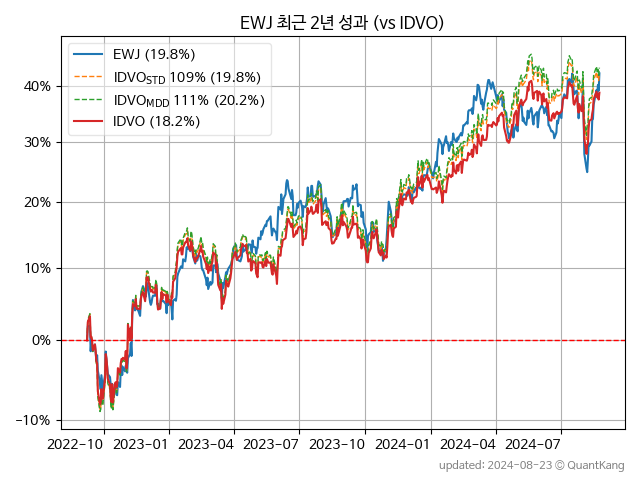 EWJ 최근 2년 성과 (vs IDVO)
EWJ (19.8%)
IDVO_STD 109% (19.8%)
IDVO_MDD 111% (20.2%)
IDVO (18.2%)
40%
30%
20%
10%
0%
−10%
2022-10 2023-01 2023-04 2023-07 2023-10 2024-01 2024-04 2024-07
updated: 2024-08-23 © QuantKang